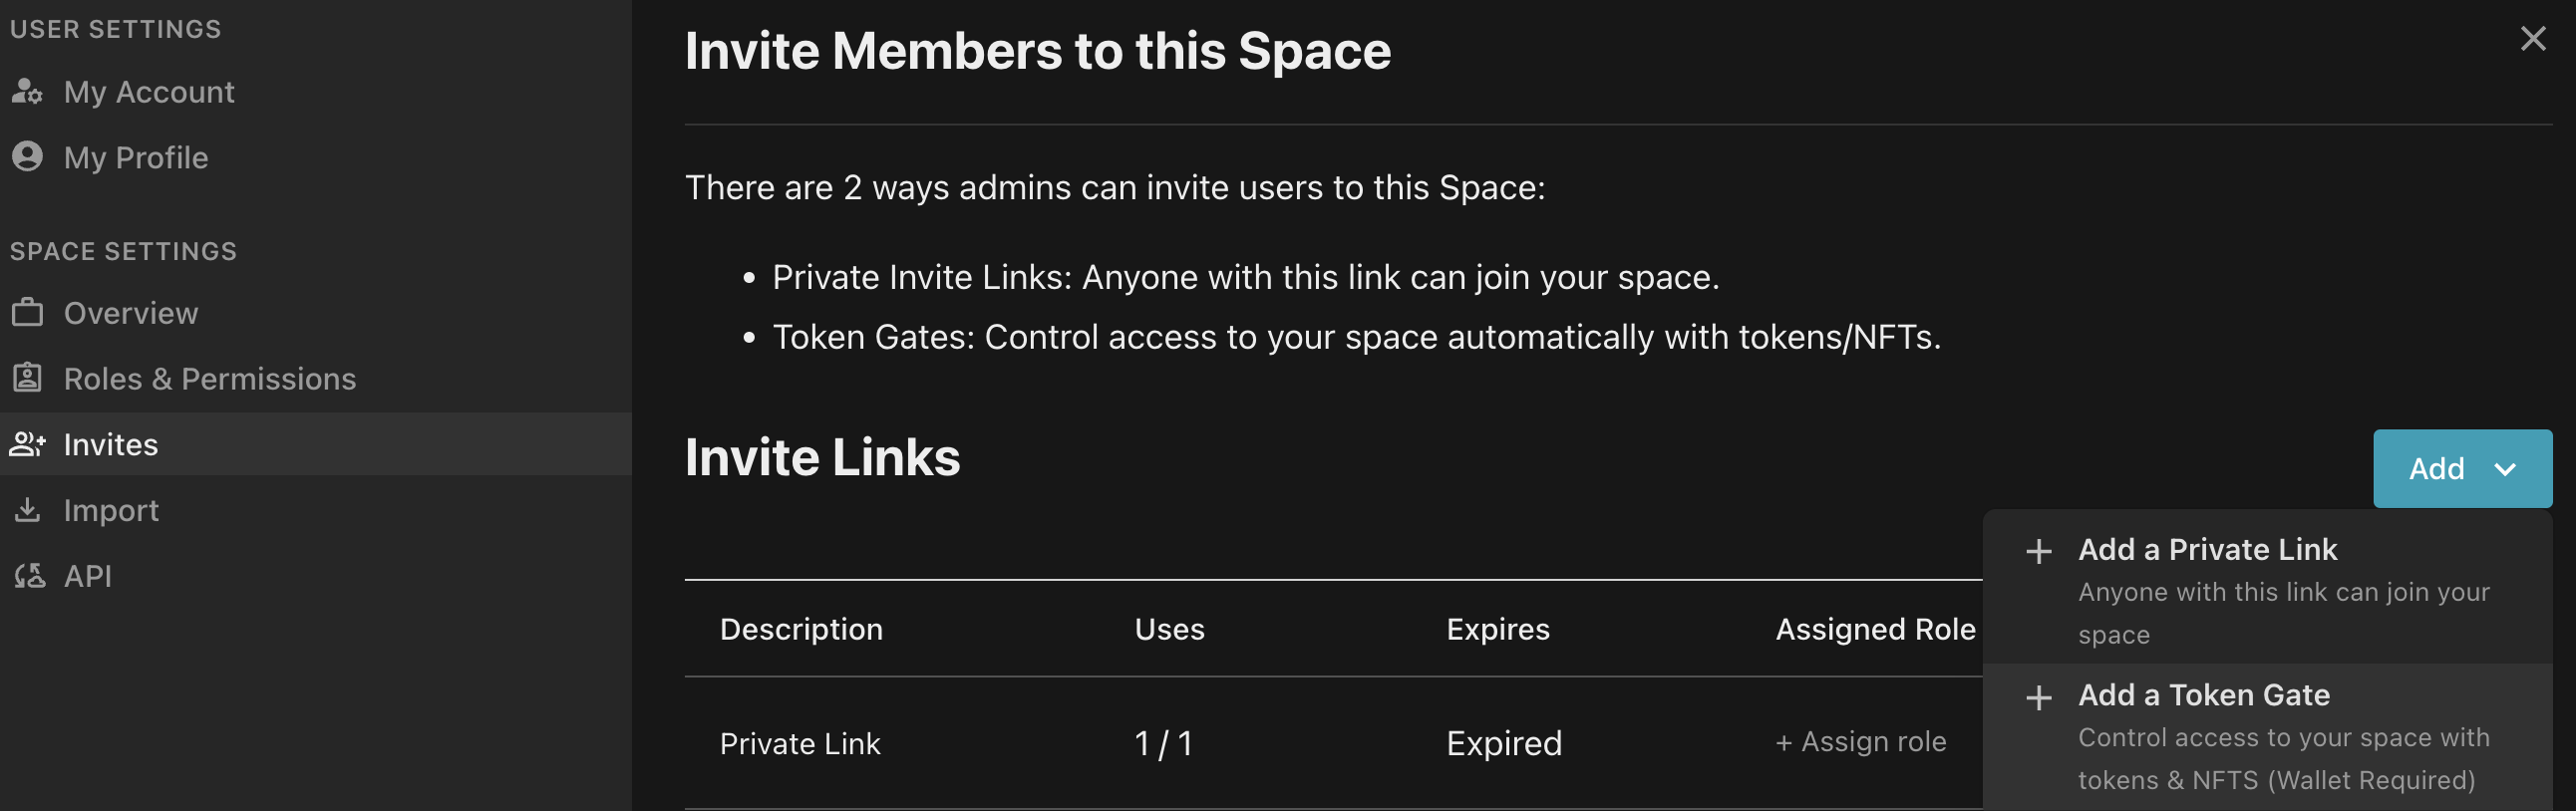 USER SETTINGS
My Account
My Profile
SPACE SETTINGS
Overview
Roles & Permissions
Invites
Import
API
Invite Members to this Space
There are 2 ways admins can invite users to this Space:
• Private Invite Links: Anyone with this link can join your space.
• Token Gates: Control access to your space automatically with tokens/NFTs.
Invite Links
Add
+ Add a Private Link
Anyone with this link can join your
space
+ Add a Token Gate
Control access to your space with
tokens & NFTS (Wallet Required)
Description Uses Expires Assigned Role
Private Link 1 / 1 Expired + Assign role